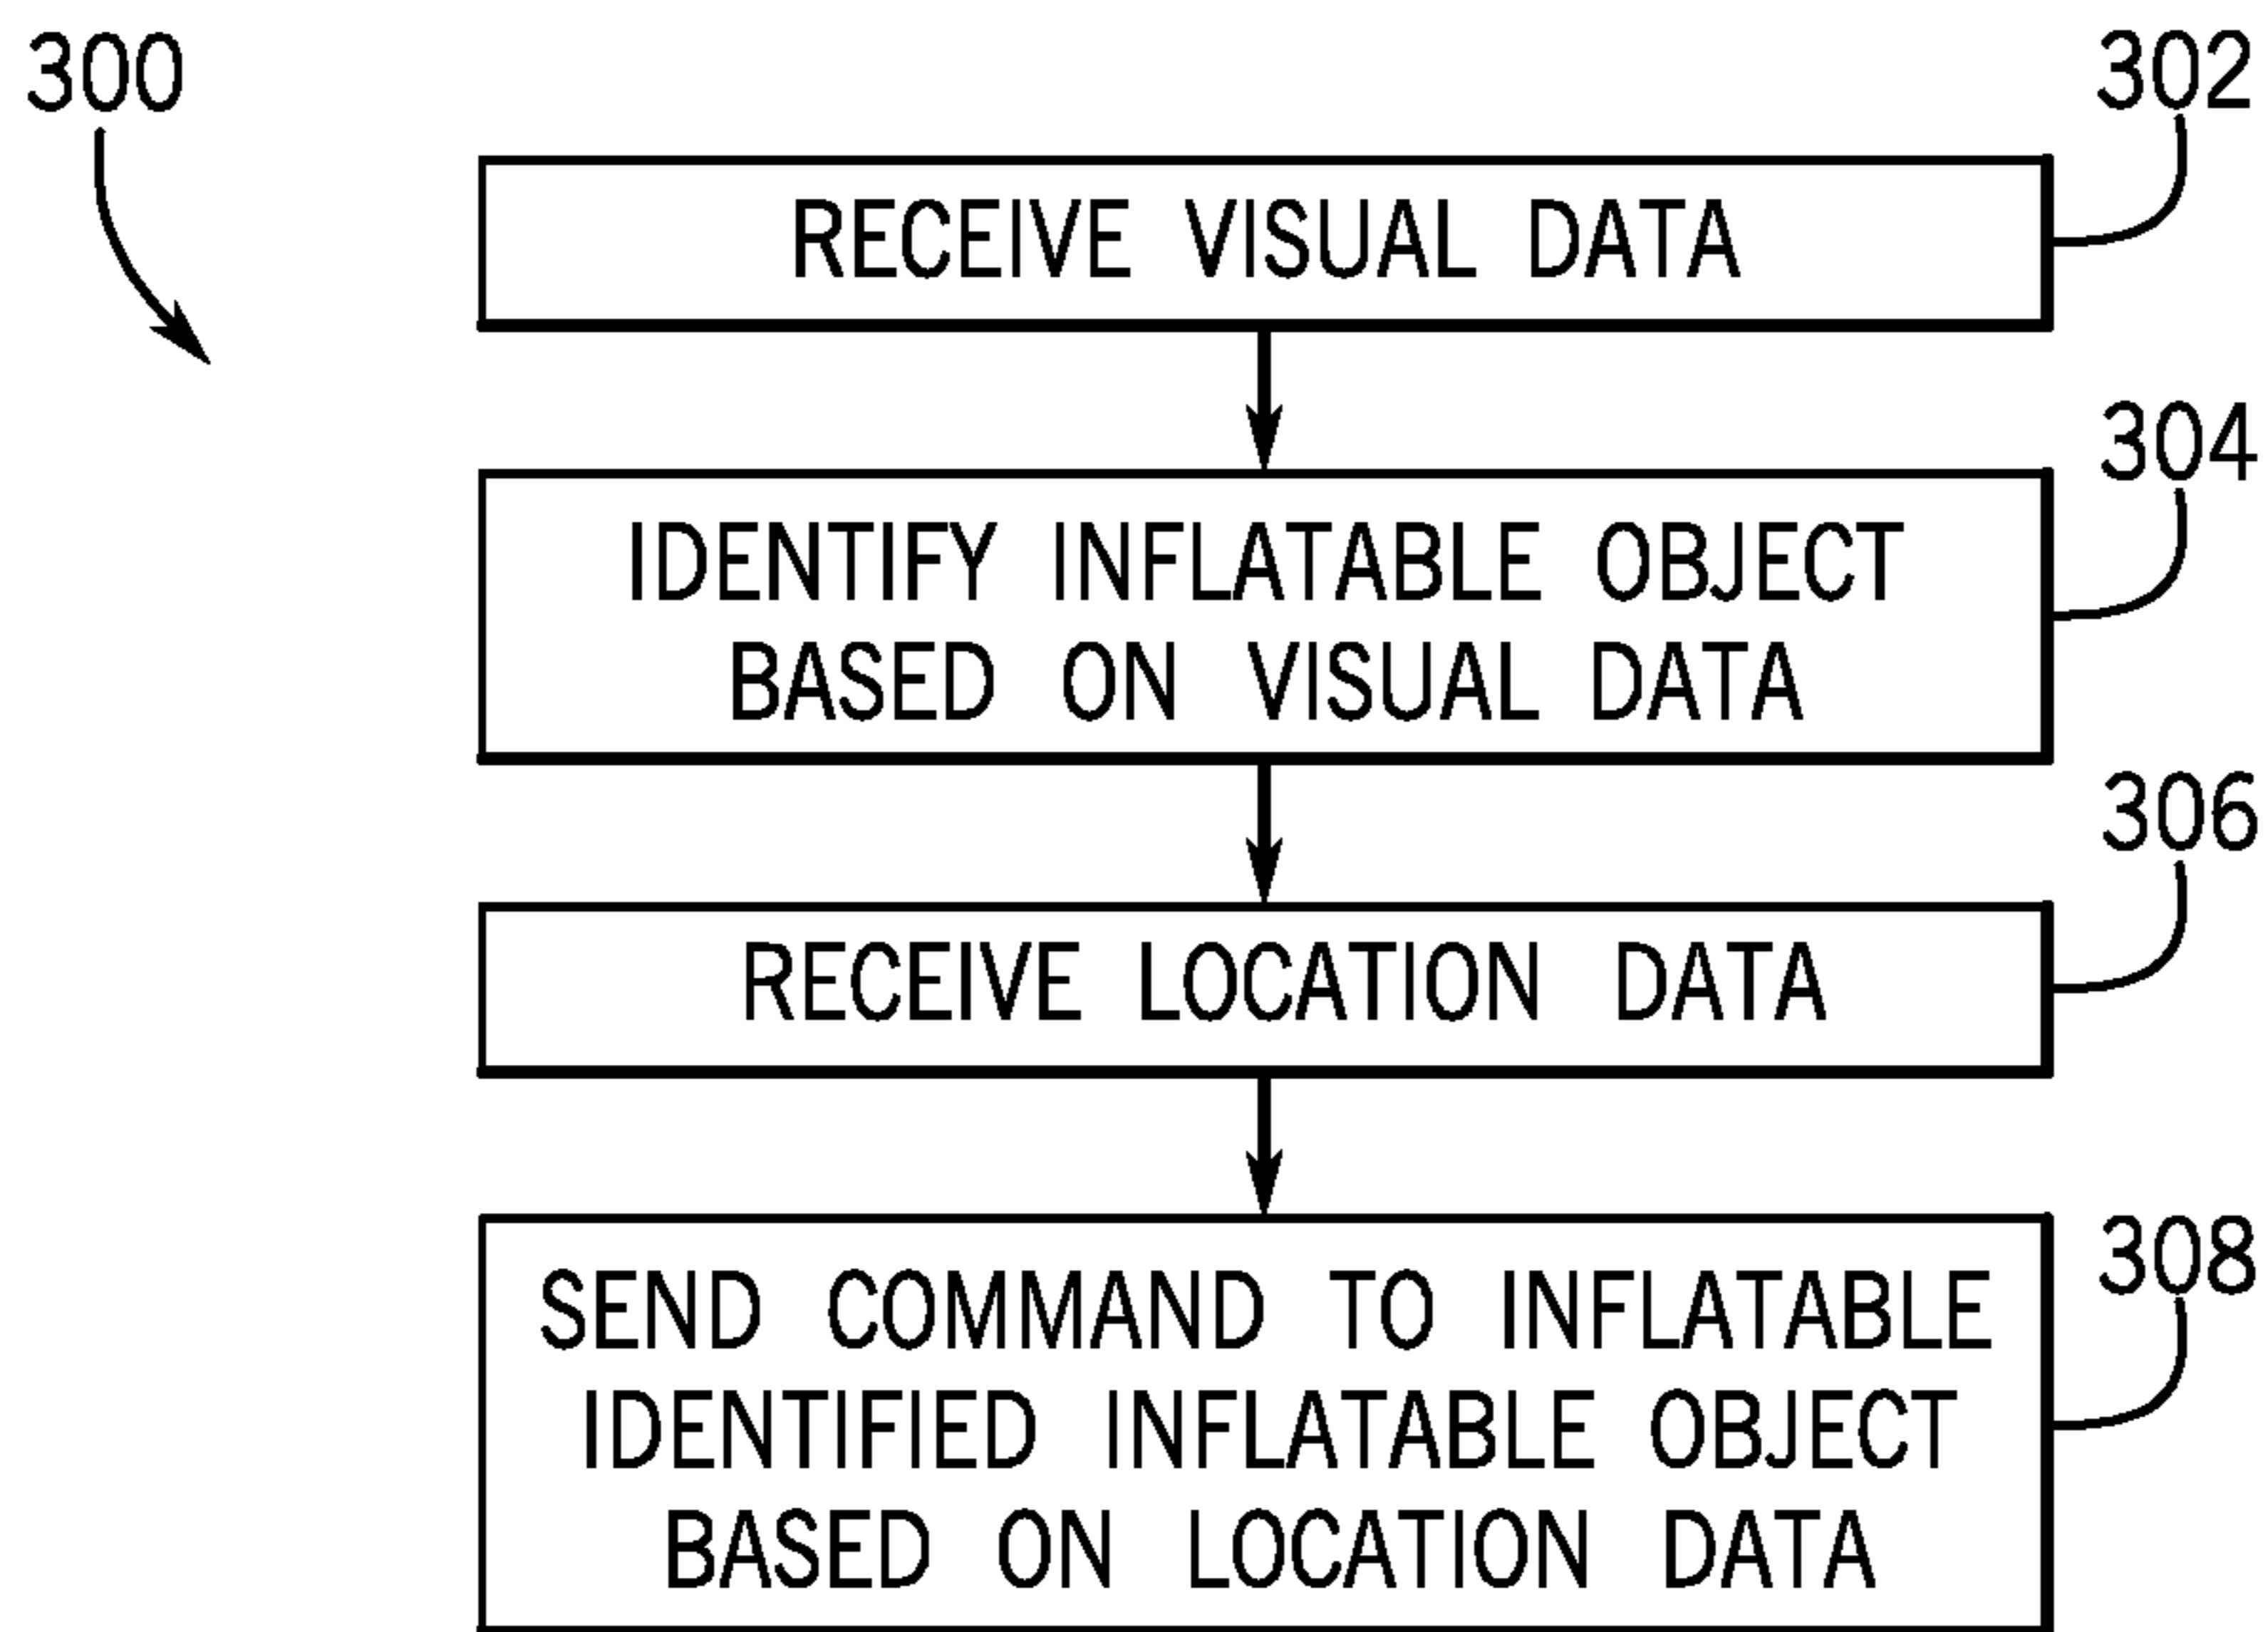 300
302
RECEIVE VISUAL DATA
304
IDENTIFY INFLATABLE OBJECT
BASED ON VISUAL DATA
306
RECEIVE LOCATION DATA
308
SEND COMMAND TO INFLATABLE
IDENTIFIED INFLATABLE OBJECT
BASED ON LOCATION DATA